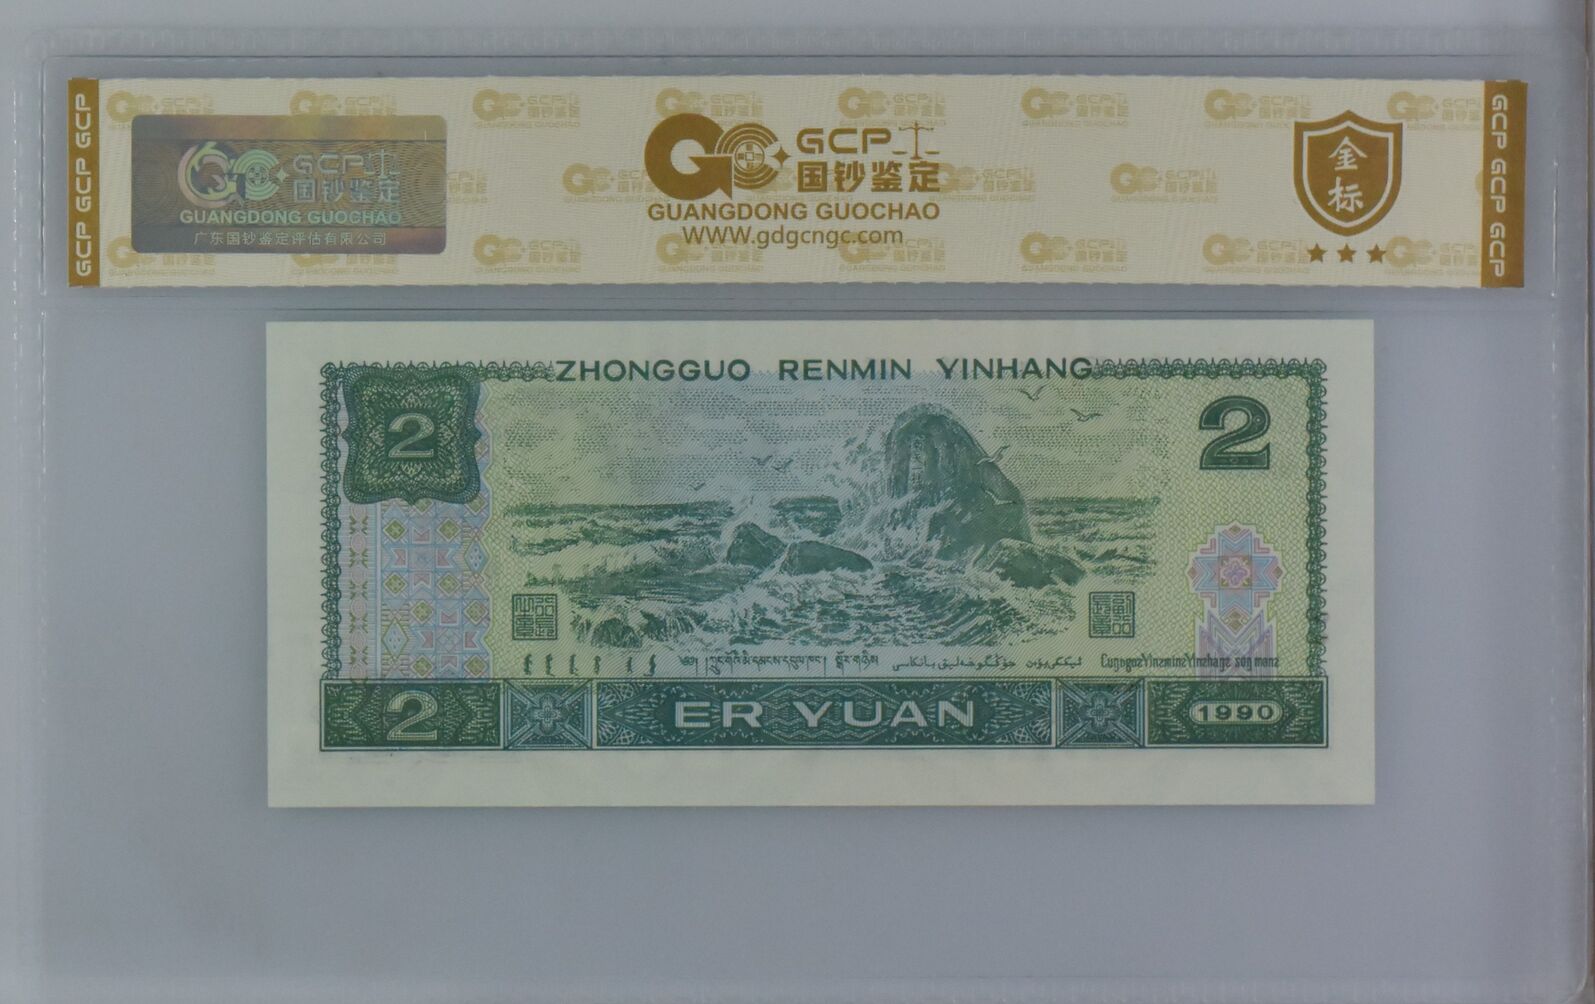 GCP GCP GCP
GCP
国钞鉴定
GUANGDONG GUOCHAO
广东国钞鉴定评估有限公司
GCP
国钞鉴定
GUANGDONG GUOCHAO
WWW.gdgcngc.com
金标
GCP GCP GCP
ZHONGGUO RENMIN YINHANG
2
2
2
ER YUAN
1990